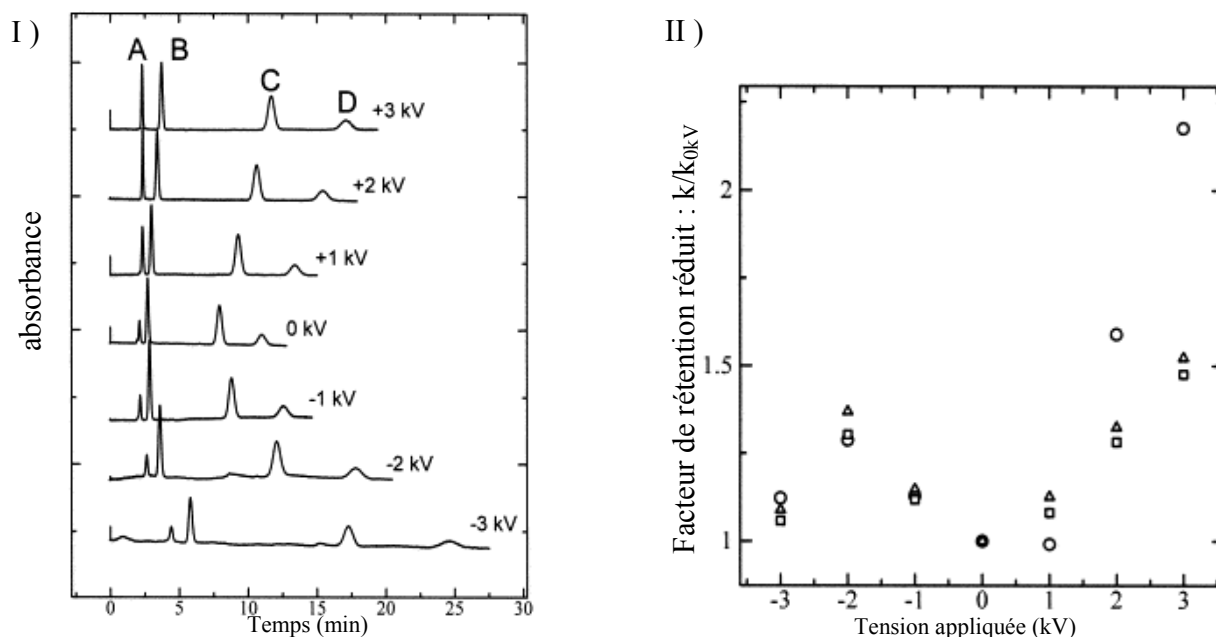 I )
A B
C
D
+3 kV
+2 kV
+1 kV
0 kV
-1 kV
-2 kV
-3 kV
absorbance
0 5 10 15 20 25 30
Temps (min)
II )
Facteur de rétention réduit : k/k0kV
2
1.5
1
-3 -2 -1 0 1 2 3
Tension appliquée (kV)